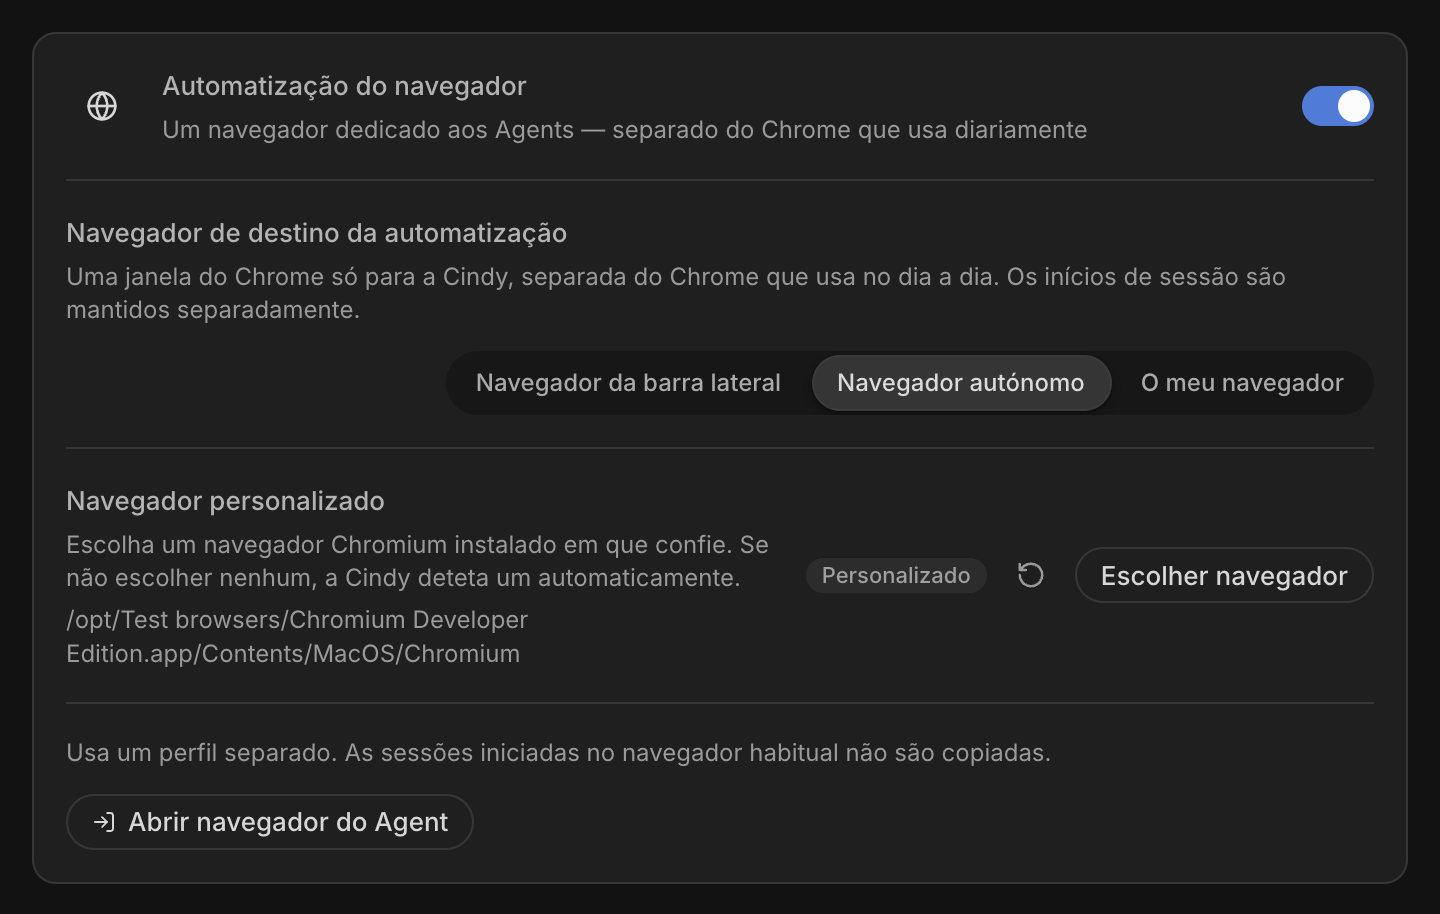 Automatização do navegador
Um navegador dedicado aos Agents — separado do Chrome que usa diariamente
Navegador de destino da automatização
Uma janela do Chrome só para a Cindy, separada do Chrome que usa no dia a dia. Os inícios de sessão são
mantidos separadamente.
Navegador da barra lateral
Navegador autónomo
O meu navegador
Navegador personalizado
Escolha um navegador Chromium instalado em que confie. Se
não escolher nenhum, a Cindy deteta um automaticamente.
/opt/Test browsers/Chromium Developer
Edition.app/Contents/MacOS/Chromium
Personalizado
Escolher navegador
Usa um perfil separado. As sessões iniciadas no navegador habitual não são copiadas.
Abrir navegador do Agent